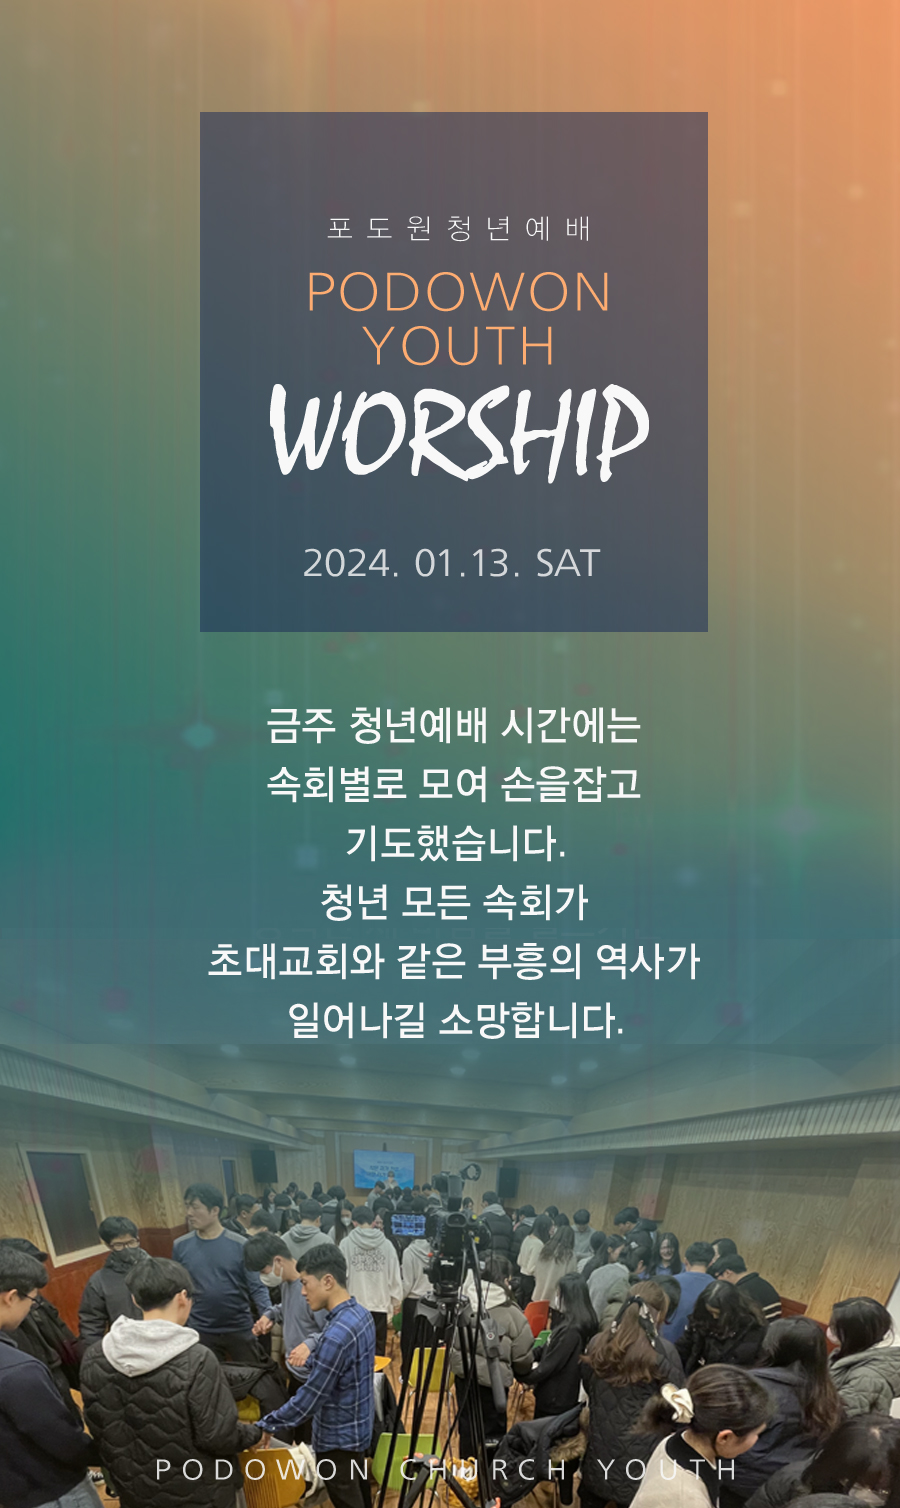 포도원청년예배
PODOWON
YOUTH
WORSHIP
2024. 01.13. SAT
금주 청년예배 시간에는
속회별로 모여 손을잡고
기도했습니다.
청년 모든 속회가
초대교회와 같은 부흥의 역사가
일어나길 소망합니다.
PODOWON CHURCH YOUTH